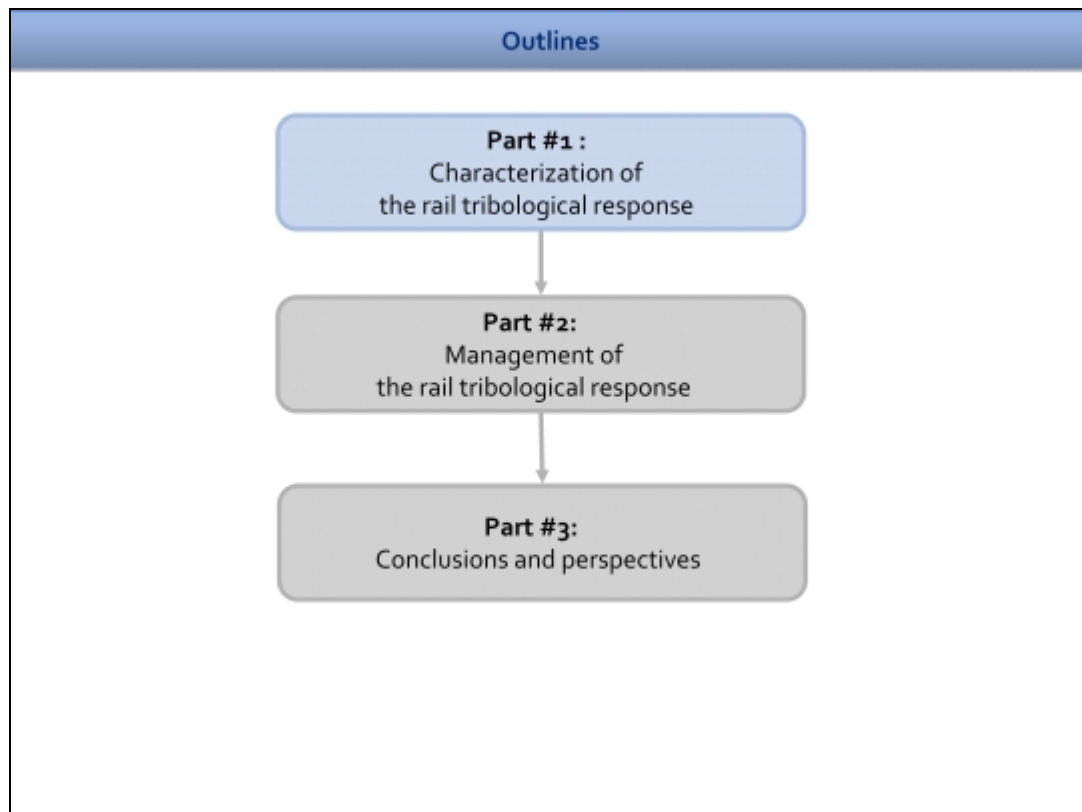 Outlines
Part #1 :
Characterization of
the rail tribological response
Part #2:
Management of
the rail tribological response
Part #3:
Conclusions and perspectives